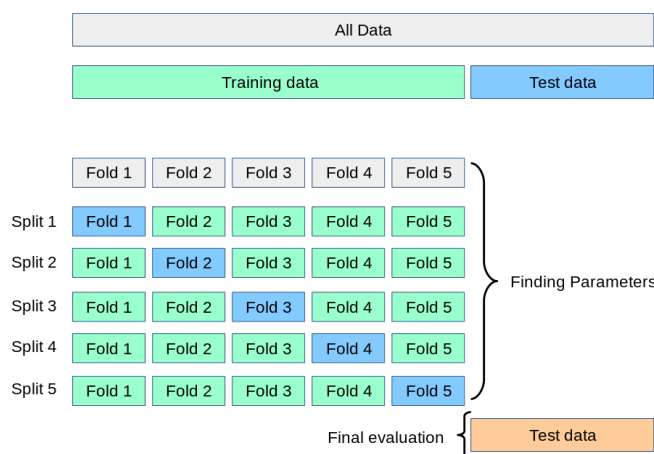 All Data
Training data Test data
Fold 1 Fold 2 Fold 3 Fold 4 Fold 5
Split 1 Fold 1 Fold 2 Fold 3 Fold 4 Fold 5
Split 2 Fold 1 Fold 2 Fold 3 Fold 4 Fold 5
Finding Parameters
Split 3 Fold 1 Fold 2 Fold 3 Fold 4 Fold 5
Split 4 Fold 1 Fold 2 Fold 3 Fold 4 Fold 5
Split 5 Fold 1 Fold 2 Fold 3 Fold 4 Fold 5
Final evaluation Test data